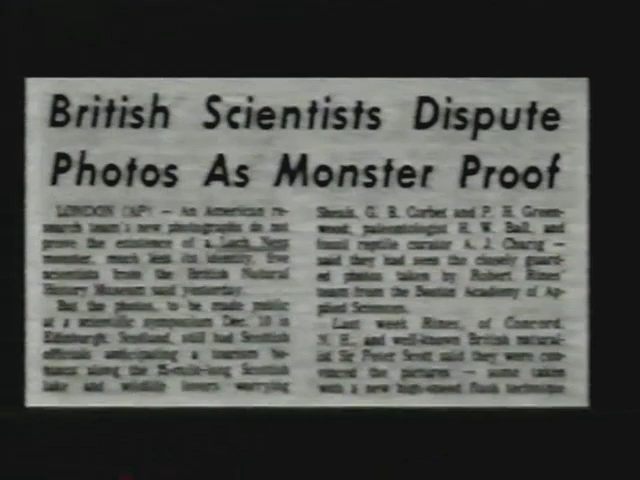 British Scientists Dispute
Photos As Monster Proof
LONDON (AP) — An American re-
search team's new photographs do not
prove the existence of a Loch Ness
monster, much less its identity, five
scientists from the British Natural
History Museum said yesterday.
But the photos, to be made public
at a scientific symposium Dec. 10 in
Edinburgh, Scotland, still had Scottish
officials anticipating a tourism
along the Scottish
lake and wildlife lovers worrying
G. B. Corbet and P. H. Green-
wood, paleontologist H. W. Ball, and
fossil reptile curator A. J. Charig —
said they had seen the closely guard-
ed photos taken by Robert Rines'
team from the Boston Academy of Ap-
plied Sciences.
Last week Rines, of Concord,
N. H., and well-known British natural-
ist Sir Peter Scott said they were con-
vinced the pictures — some taken
with a new high-speed flash technique